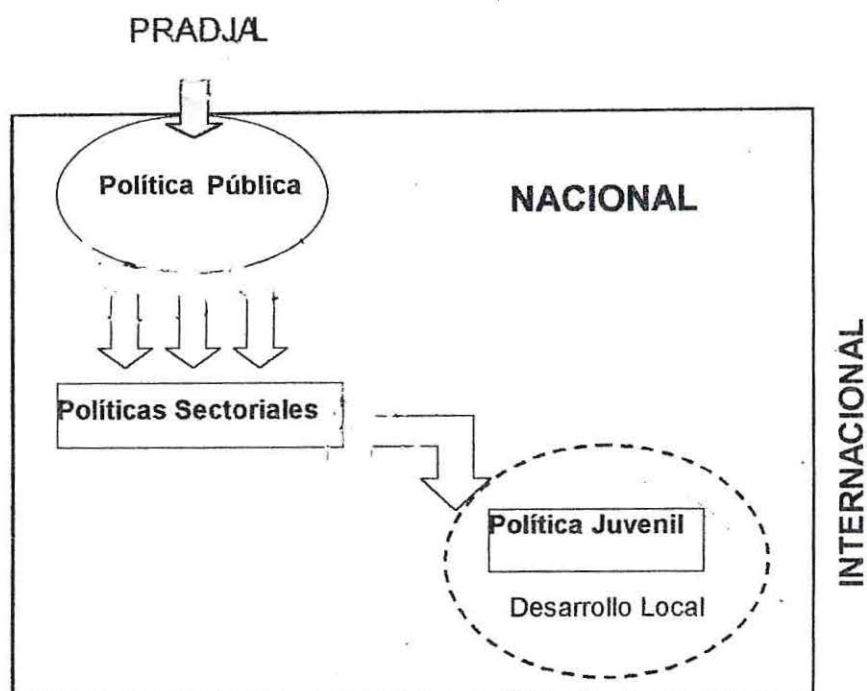 PRADJAL
Política Pública
NACIONAL
Políticas Sectoriales
INTERNACIONAL
Política Juvenil
Desarrollo Local